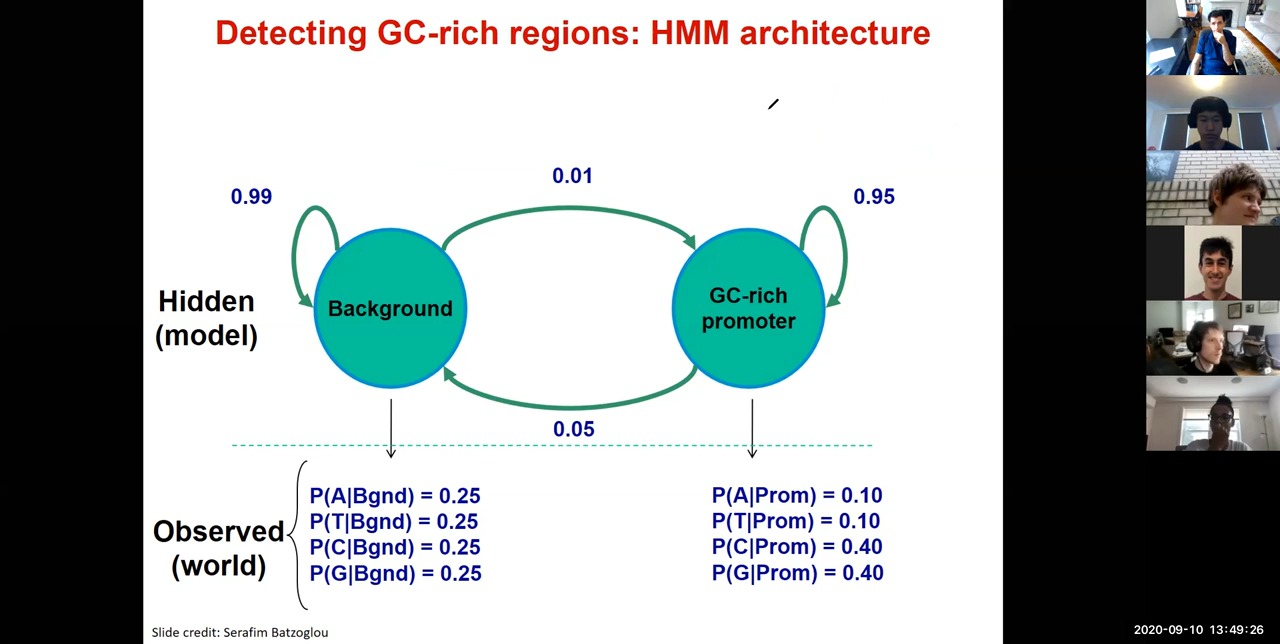 Detecting GC-rich regions: HMM architecture
0.01
0.99
0.95
Hidden
(model)
Background
GC-rich
promoter
0.05
Observed
(world)
P(A|Bgnd) = 0.25
P(T|Bgnd) = 0.25
P(C|Bgnd) = 0.25
P(G|Bgnd) = 0.25
P(A|Prom) = 0.10
P(T|Prom) = 0.10
P(C|Prom) = 0.40
P(G|Prom) = 0.40
Slide credit: Serafim Batzoglou
2020-09-10 13:49:26